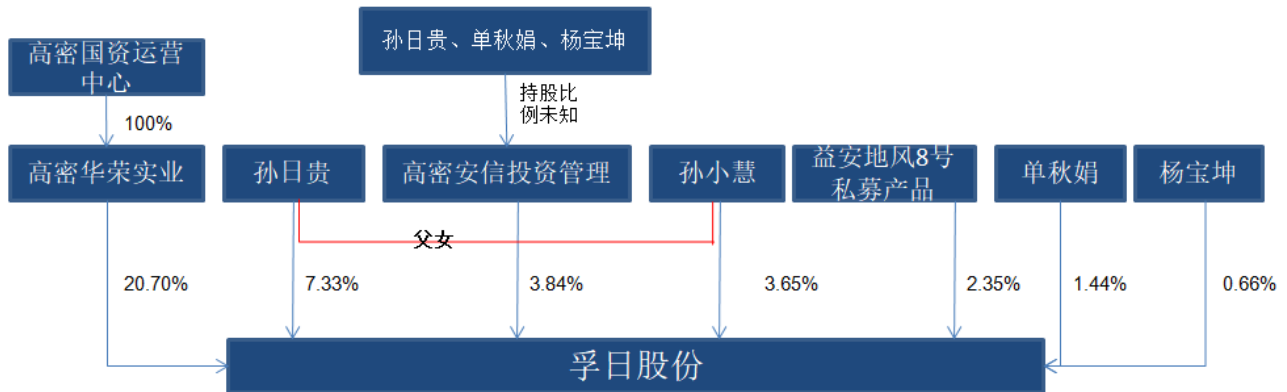 高密国资运营
中心
孙日贵、单秋娟、杨宝坤
100%
持股比
例未知
高密华荣实业
孙日贵
高密安信投资管理
孙小慧
益安地风8号
私募产品
单秋娟
杨宝坤
父女
20.70%
7.33%
3.84%
3.65%
2.35%
1.44%
0.66%
孚日股份